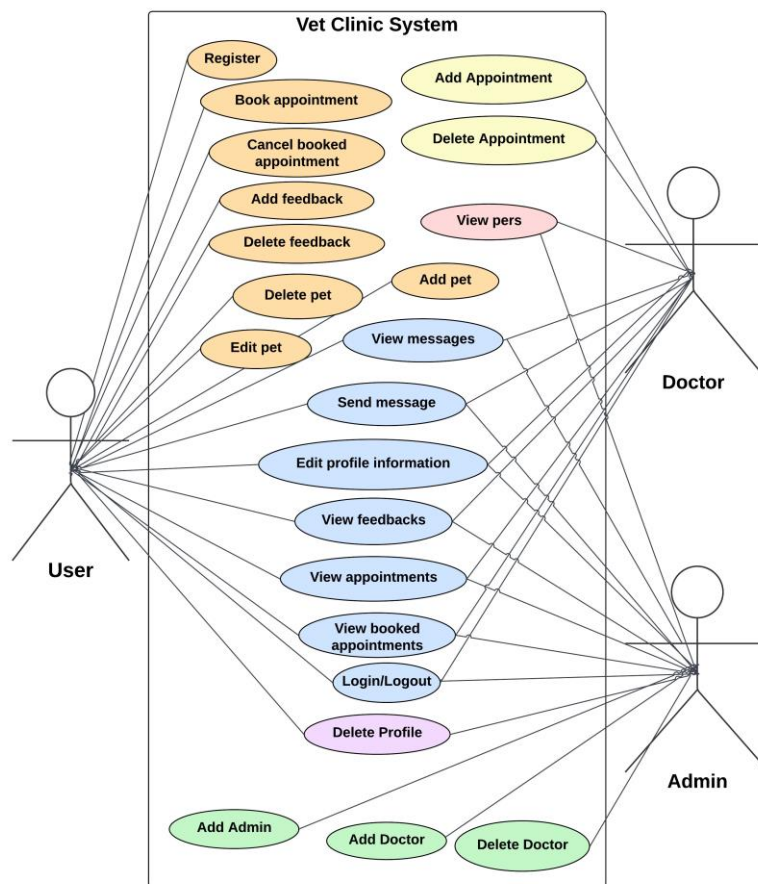 Vet Clinic System
Register
Add Appointment
Book appointment
Delete Appointment
Cancel booked
appointment
Add feedback
View pers
Delete feedback
Add pet
Delete pet
View messages
Edit pet
Doctor
Send message
Edit profile information
View feedbacks
User
View appointments
View booked
appointments
Login/Logout
Delete Profile
Admin
Add Admin
Add Doctor
Delete Doctor